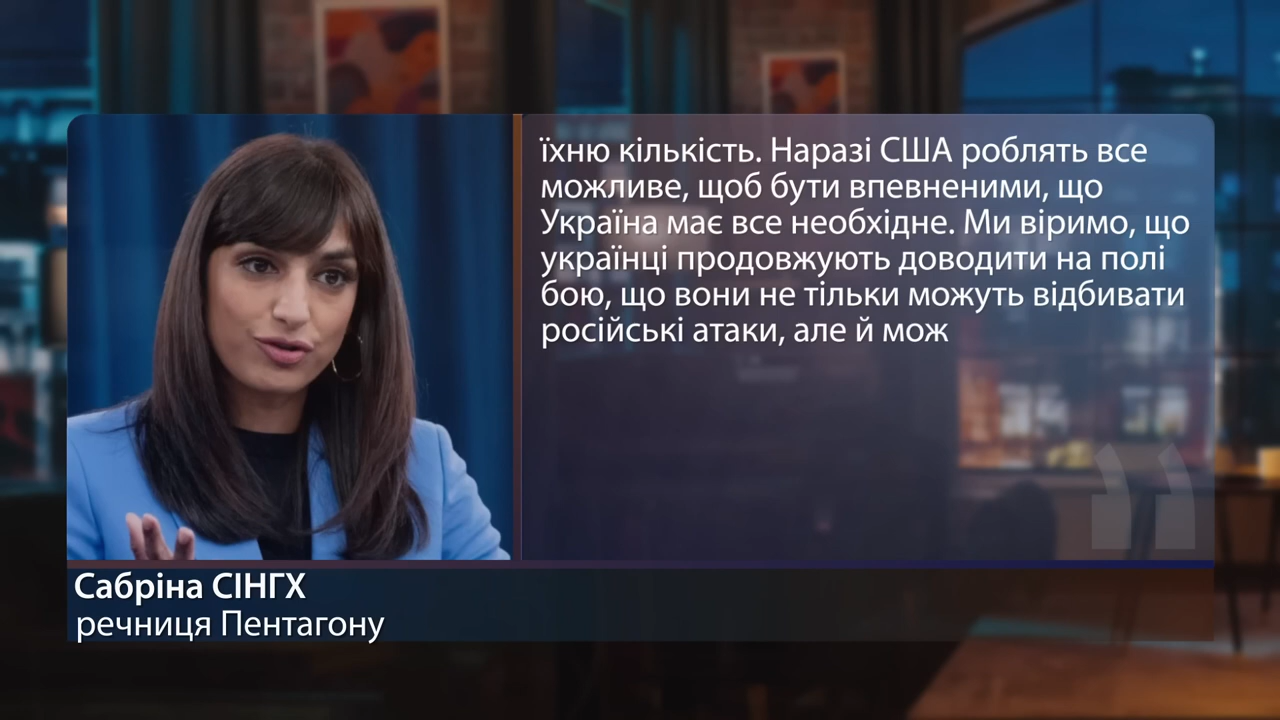 їхню кількість. Наразі США роблять все
можливе, щоб бути впевненими, що
Україна має все необхідне. Ми віримо, що
українці продовжують доводити на полі
бою, що вони не тільки можуть відбивати
російські атаки, але й мож
Сабріна СІНГХ
речниця Пентагону